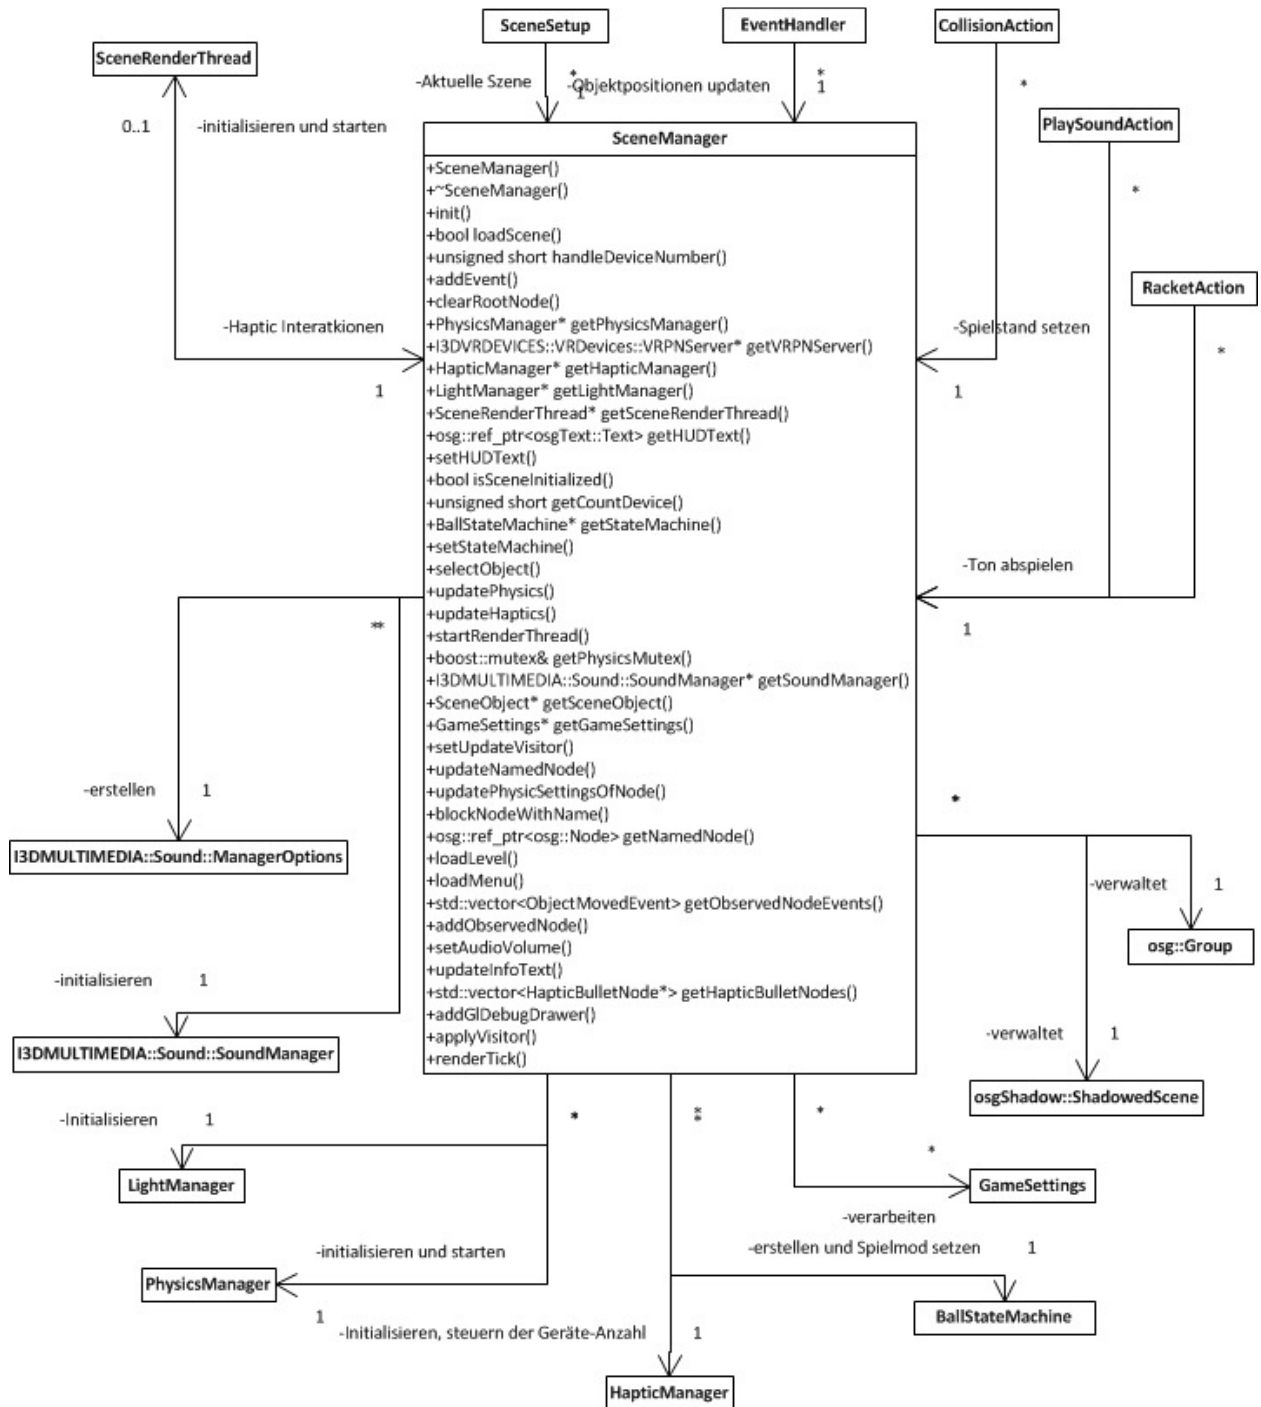 SceneSetup
EventHandler
CollisionAction
SceneRenderThread
-Aktuelle Szene
*
1
-Objektpositionen updaten
*
1
*
0..1
-initialisieren und starten
PlaySoundAction
SceneManager
+SceneManager()
+~SceneManager()
+init()
+bool loadScene()
+unsigned short handleDeviceNumber()
+addEvent()
+clearRootNode()
+PhysicsManager* getPhysicsManager()
+I3DVRDEVICES::VRDevices::VRPNServer* getVRPNServer()
+HapticManager* getHapticManager()
+LightManager* getLightManager()
+SceneRenderThread* getSceneRenderThread()
+osg::ref_ptr<osgText::Text> getHUDText()
+setHUDText()
+bool isSceneInitialized()
+unsigned short getCountDevice()
+BallStateMachine* getStateMachine()
+setStateMachine()
+selectObject()
+updatePhysics()
+updateHaptics()
+startRenderThread()
+boost::mutex& getPhysicsMutex()
+I3DMULTIMEDIA::Sound::SoundManager* getSoundManager()
+SceneObject* getSceneObject()
+GameSettings* getGameSettings()
+setUpdateVisitor()
+updateNamedNode()
+updatePhysicSettingsOfNode()
+blockNodeWithName()
+osg::ref_ptr<osg::Node> getNamedNode()
+loadLevel()
+loadMenu()
+std::vector<ObjectMovedEvent> getObservedNodeEvents()
+addObservedNode()
+setAudioVolume()
+updateInfoText()
+std::vector<HapticBulletNode*> getHapticBulletNodes()
+addGlDebugDrawer()
+applyVisitor()
+renderTick()
*
RacketAction
-Haptic Interatkionen
1
-Spielstand setzen
1
*
-Ton abspielen
1
**
-erstellen
1
I3DMULTIMEDIA::Sound::ManagerOptions
-initialisieren
1
I3DMULTIMEDIA::Sound::SoundManager
*
-verwaltet
1
osg::Group
-verwaltet
1
osgShadow::ShadowedScene
-Initialisieren
1
*
*
*
*
LightManager
*
GameSettings
-verarbeiten
-initialisieren und starten
-erstellen und Spielmod setzen
1
PhysicsManager
1
BallStateMachine
-Initialisieren, steuern der Geräte-Anzahl
1
HapticManager